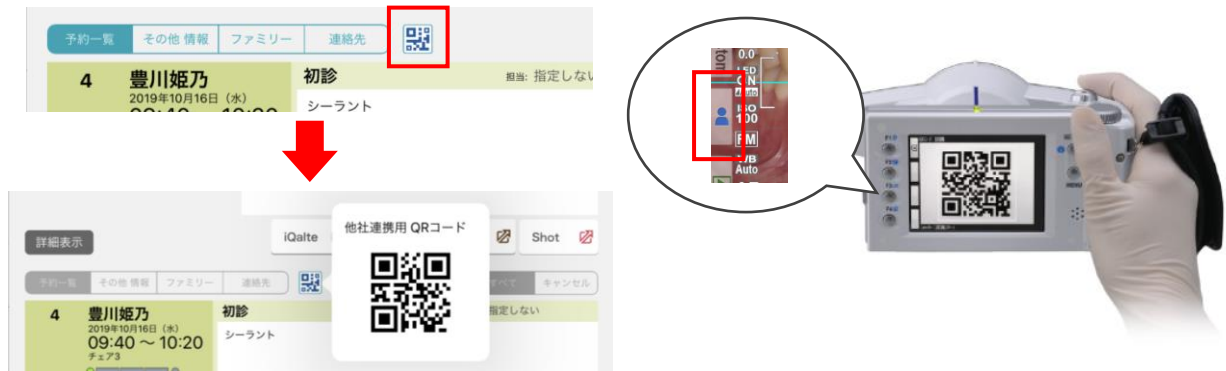 予約一覧 その他 情報 ファミリー 連絡先
4 豊川姫乃 初診 担当: 指定しない
2019年10月16日（水）
シーラント
詳細表示
iQalte
他社連携用 QRコード
Shot
予約一覧 その他 情報 ファミリー 連絡先
すべて キャンセル
4 豊川姫乃 初診 指定しない
2019年10月16日（水）
シーラント
09:40 ～ 10:20
チェア3
0.0
LED
ON
Auto
ISO
100
FM
WB
Auto
MENU